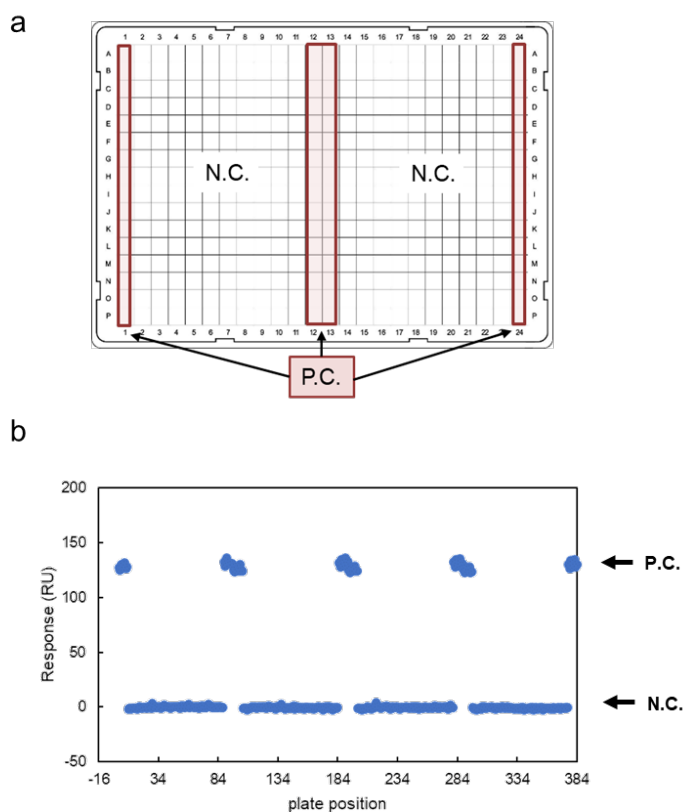 a
1 2 3 4 5 6 7 8 9 10 11 12 13 14 15 16 17 18 19 20 21 22 23 24
A A
B B
C C
D D
E E
F F
G G
H N.C. N.C. H
I I
J J
K K
L L
M M
N N
O O
P P
1 2 3 4 5 6 7 8 9 10 11 12 13 14 15 16 17 18 19 20 21 22 2 24
P.C.
b
200
150
P.C.
100
Response (RU)
50
0
N.C.
-50
-16 34 84 134 184 234 284 334 384
plate position